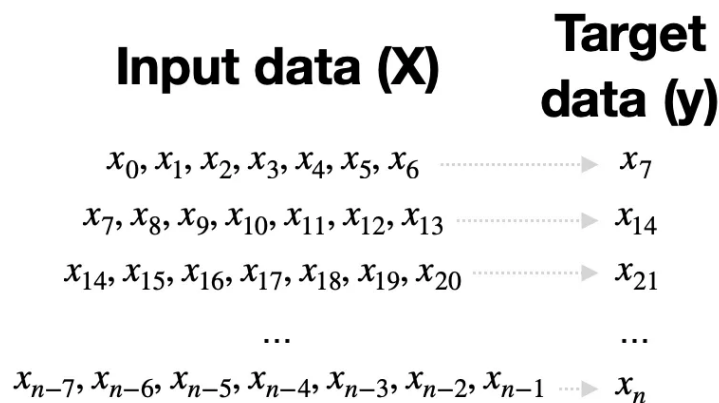 Input data (X)
Target
data (y)
x₀, x₁, x₂, x₃, x₄, x₅, x₆ x₇
x₇, x₈, x₉, x₁₀, x₁₁, x₁₂, x₁₃ x₁₄
x₁₄, x₁₅, x₁₆, x₁₇, x₁₈, x₁₉, x₂₀ x₂₁
... ...
xₙ₋₇, xₙ₋₆, xₙ₋₅, xₙ₋₄, xₙ₋₃, xₙ₋₂, xₙ₋₁ xₙ